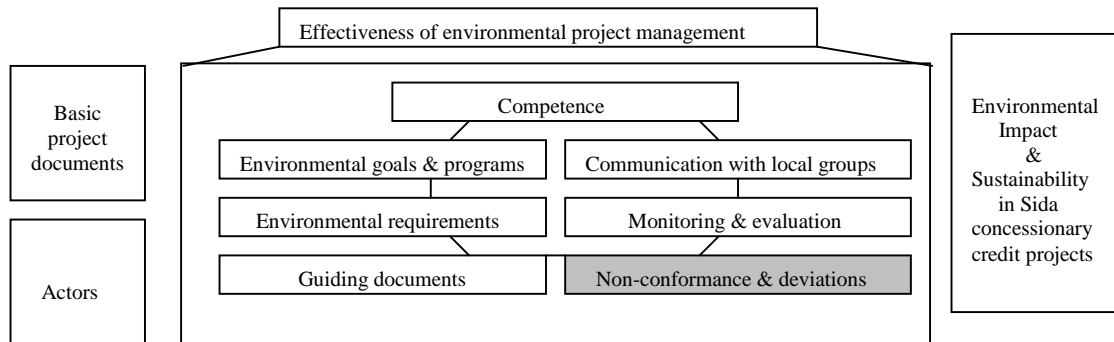 Effectiveness of environmental project management
Basic
project
documents
Actors
Competence
Environmental goals & programs
Communication with local groups
Environmental requirements
Monitoring & evaluation
Guiding documents
Non-conformance & deviations
Environmental
Impact
&
Sustainability
in Sida
concessionary
credit projects